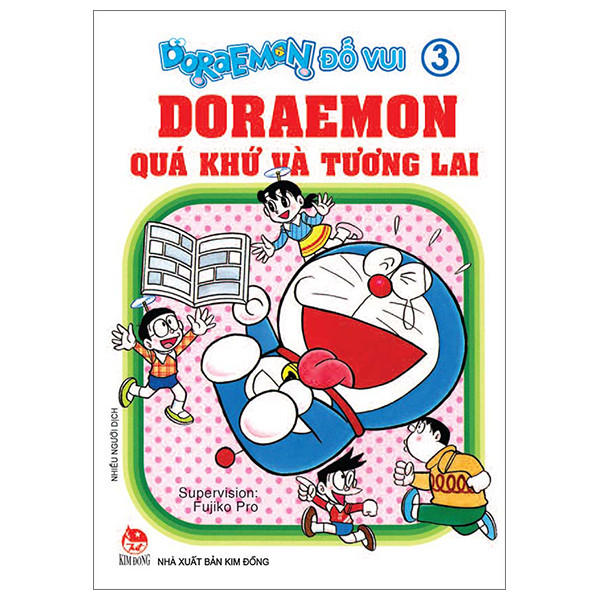 DORAEMON ĐỐ VUI 3
DORAEMON
QUÁ KHỨ VÀ TƯƠNG LAI
NHIỀU NGƯỜI DỊCH
Supervision:
Fujiko Pro
KIM ĐỒNG
NHÀ XUẤT BẢN KIM ĐỒNG